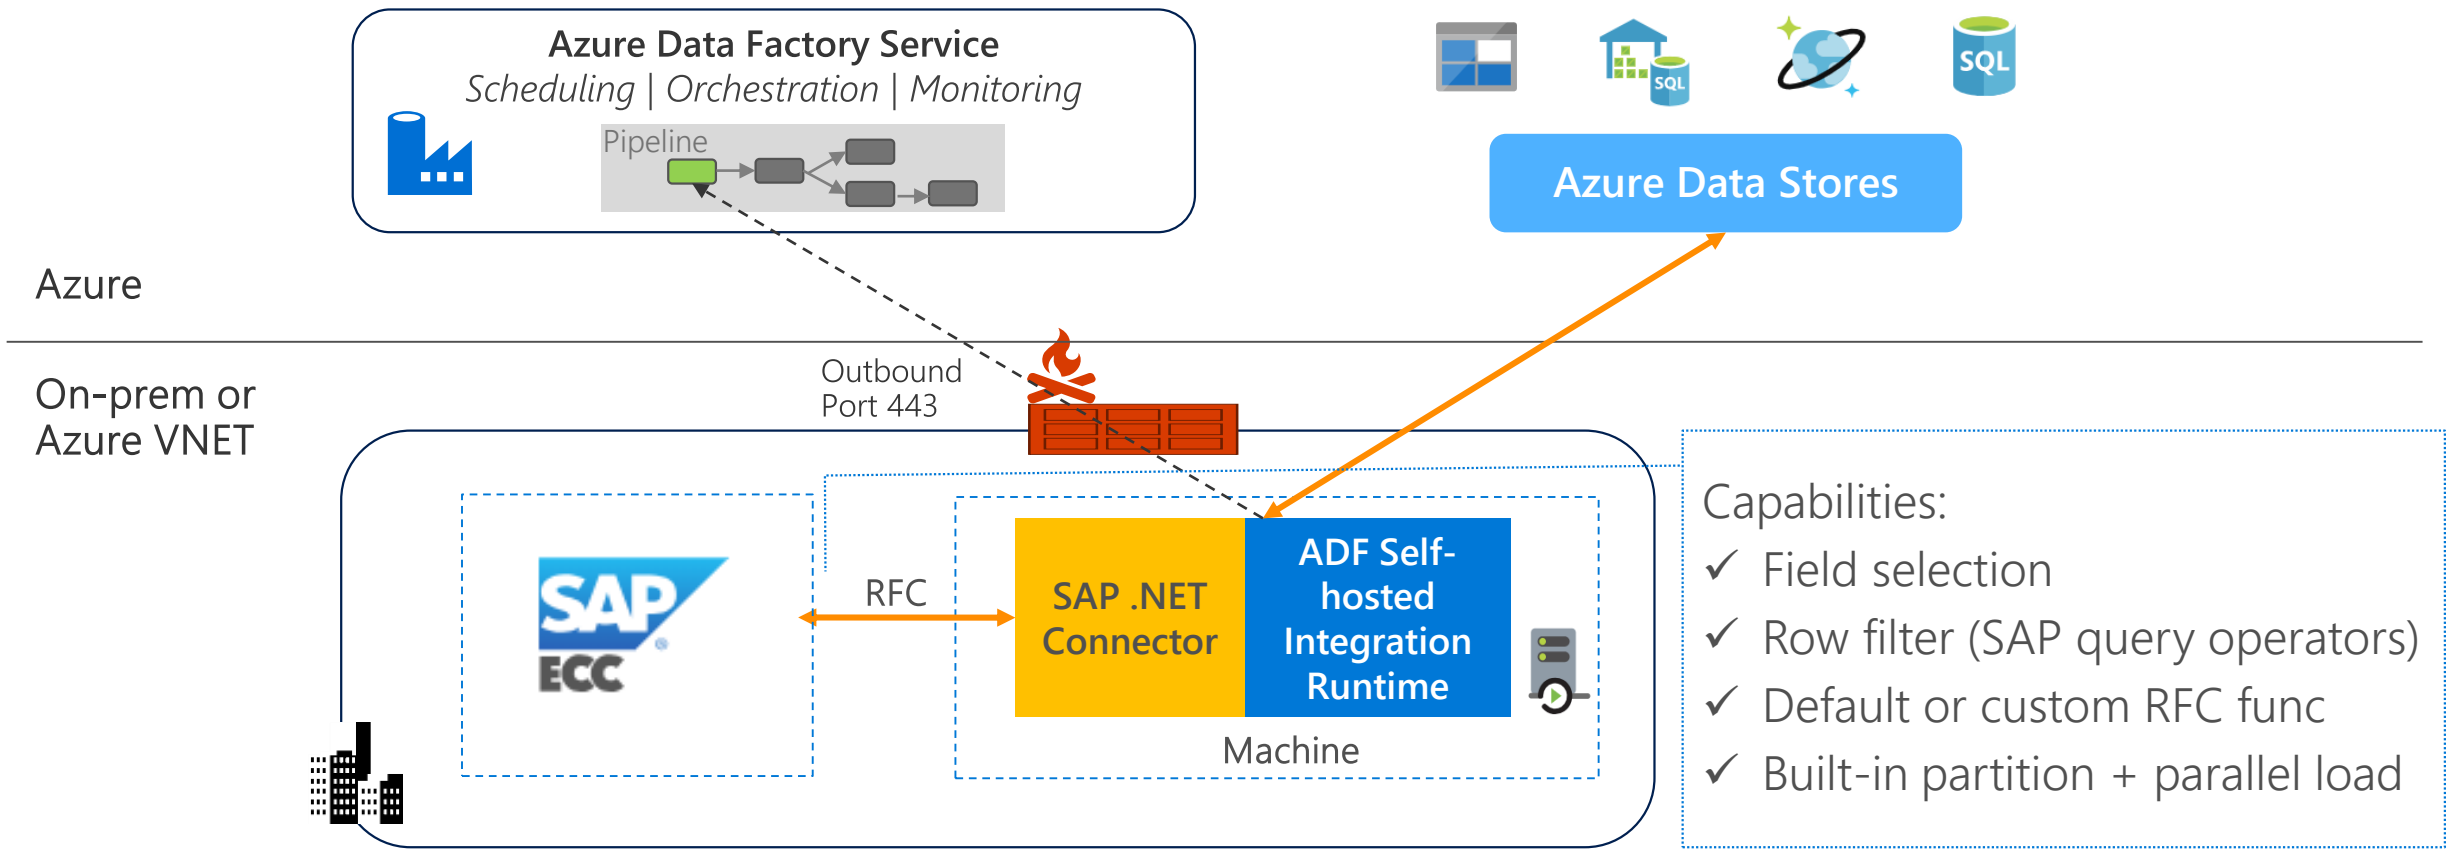 Azure Data Factory Service
Scheduling | Orchestration | Monitoring
Pipeline
SQL
SQL
Azure Data Stores
Azure
On-prem or
Azure VNET
Outbound
Port 443
SAP
®
ECC
RFC
SAP .NET
Connector
ADF Self-
hosted
Integration
Runtime
Machine
Capabilities:
✓ Field selection
✓ Row filter (SAP query operators)
✓ Default or custom RFC func
✓ Built-in partition + parallel load